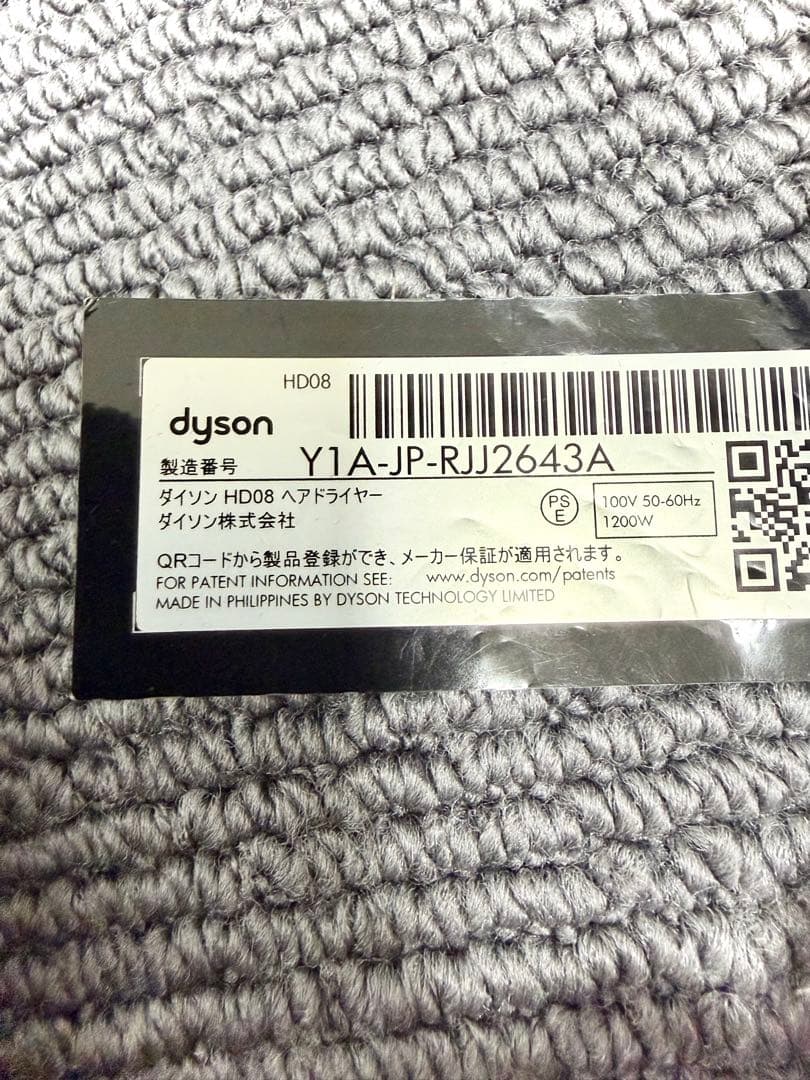 HD08
dyson
製造番号 Y1A-JP-RJJ2643A
ダイソン HD08 ヘアドライヤー
ダイソン株式会社
PS
E
100V 50-60Hz
1200W
QRコードから製品登録ができ、メーカー保証が適用されます。
FOR PATENT INFORMATION SEE: www.dyson.com/patents
MADE IN PHILIPPINES BY DYSON TECHNOLOGY LIMITED